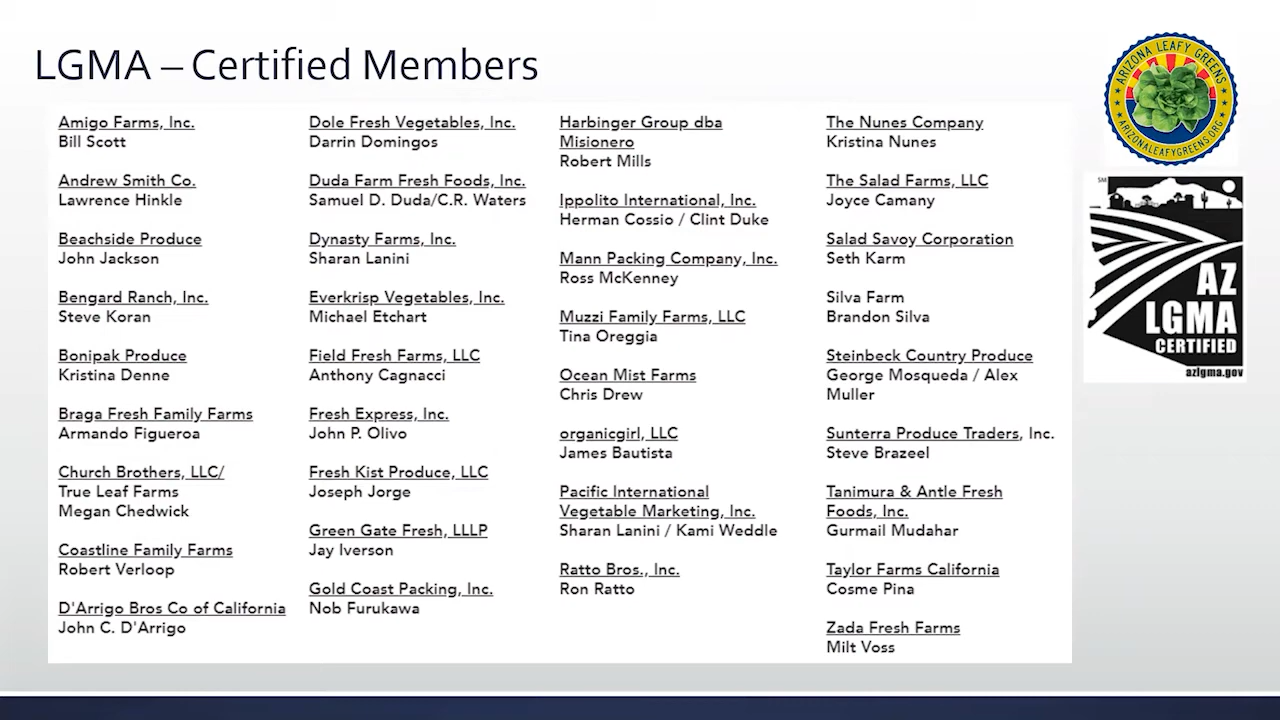 LGMA – Certified Members
Amigo Farms, Inc.
Bill Scott
Andrew Smith Co.
Lawrence Hinkle
Beachside Produce
John Jackson
Bengard Ranch, Inc.
Steve Koran
Bonipak Produce
Kristina Denne
Braga Fresh Family Farms
Armando Figueroa
Church Brothers, LLC/
True Leaf Farms
Megan Chedwick
Coastline Family Farms
Robert Verloop
D'Arrigo Bros Co of California
John C. D'Arrigo
Dole Fresh Vegetables, Inc.
Darrin Domingos
Duda Farm Fresh Foods, Inc.
Samuel D. Duda/C.R. Waters
Dynasty Farms, Inc.
Sharan Lanini
Everkrisp Vegetables, Inc.
Michael Etchart
Field Fresh Farms, LLC
Anthony Cagnacci
Fresh Express, Inc.
John P. Olivo
Fresh Kist Produce, LLC
Joseph Jorge
Green Gate Fresh, LLLP
Jay Iverson
Gold Coast Packing, Inc.
Nob Furukawa
Harbinger Group dba
Misionero
Robert Mills
Ippolito International, Inc.
Herman Cossio / Clint Duke
Mann Packing Company, Inc.
Ross McKenney
Muzzi Family Farms, LLC
Tina Oreggia
Ocean Mist Farms
Chris Drew
organicgirl, LLC
James Bautista
Pacific International
Vegetable Marketing, Inc.
Sharan Lanini / Kami Weddle
Ratto Bros., Inc.
Ron Ratto
The Nunes Company
Kristina Nunes
The Salad Farms, LLC
Joyce Camany
Salad Savoy Corporation
Seth Karm
Silva Farm
Brandon Silva
Steinbeck Country Produce
George Mosqueda / Alex
Muller
Sunterra Produce Traders, Inc.
Steve Brazeel
Tanimura & Antle Fresh
Foods, Inc.
Gurmail Mudahar
Taylor Farms California
Cosme Pina
Zada Fresh Farms
Milt Voss
ARIZONA LEAFY GREENS
ARIZONALEAFYGREENS.ORG
SM
AZ
LGMA
CERTIFIED
azlgma.gov